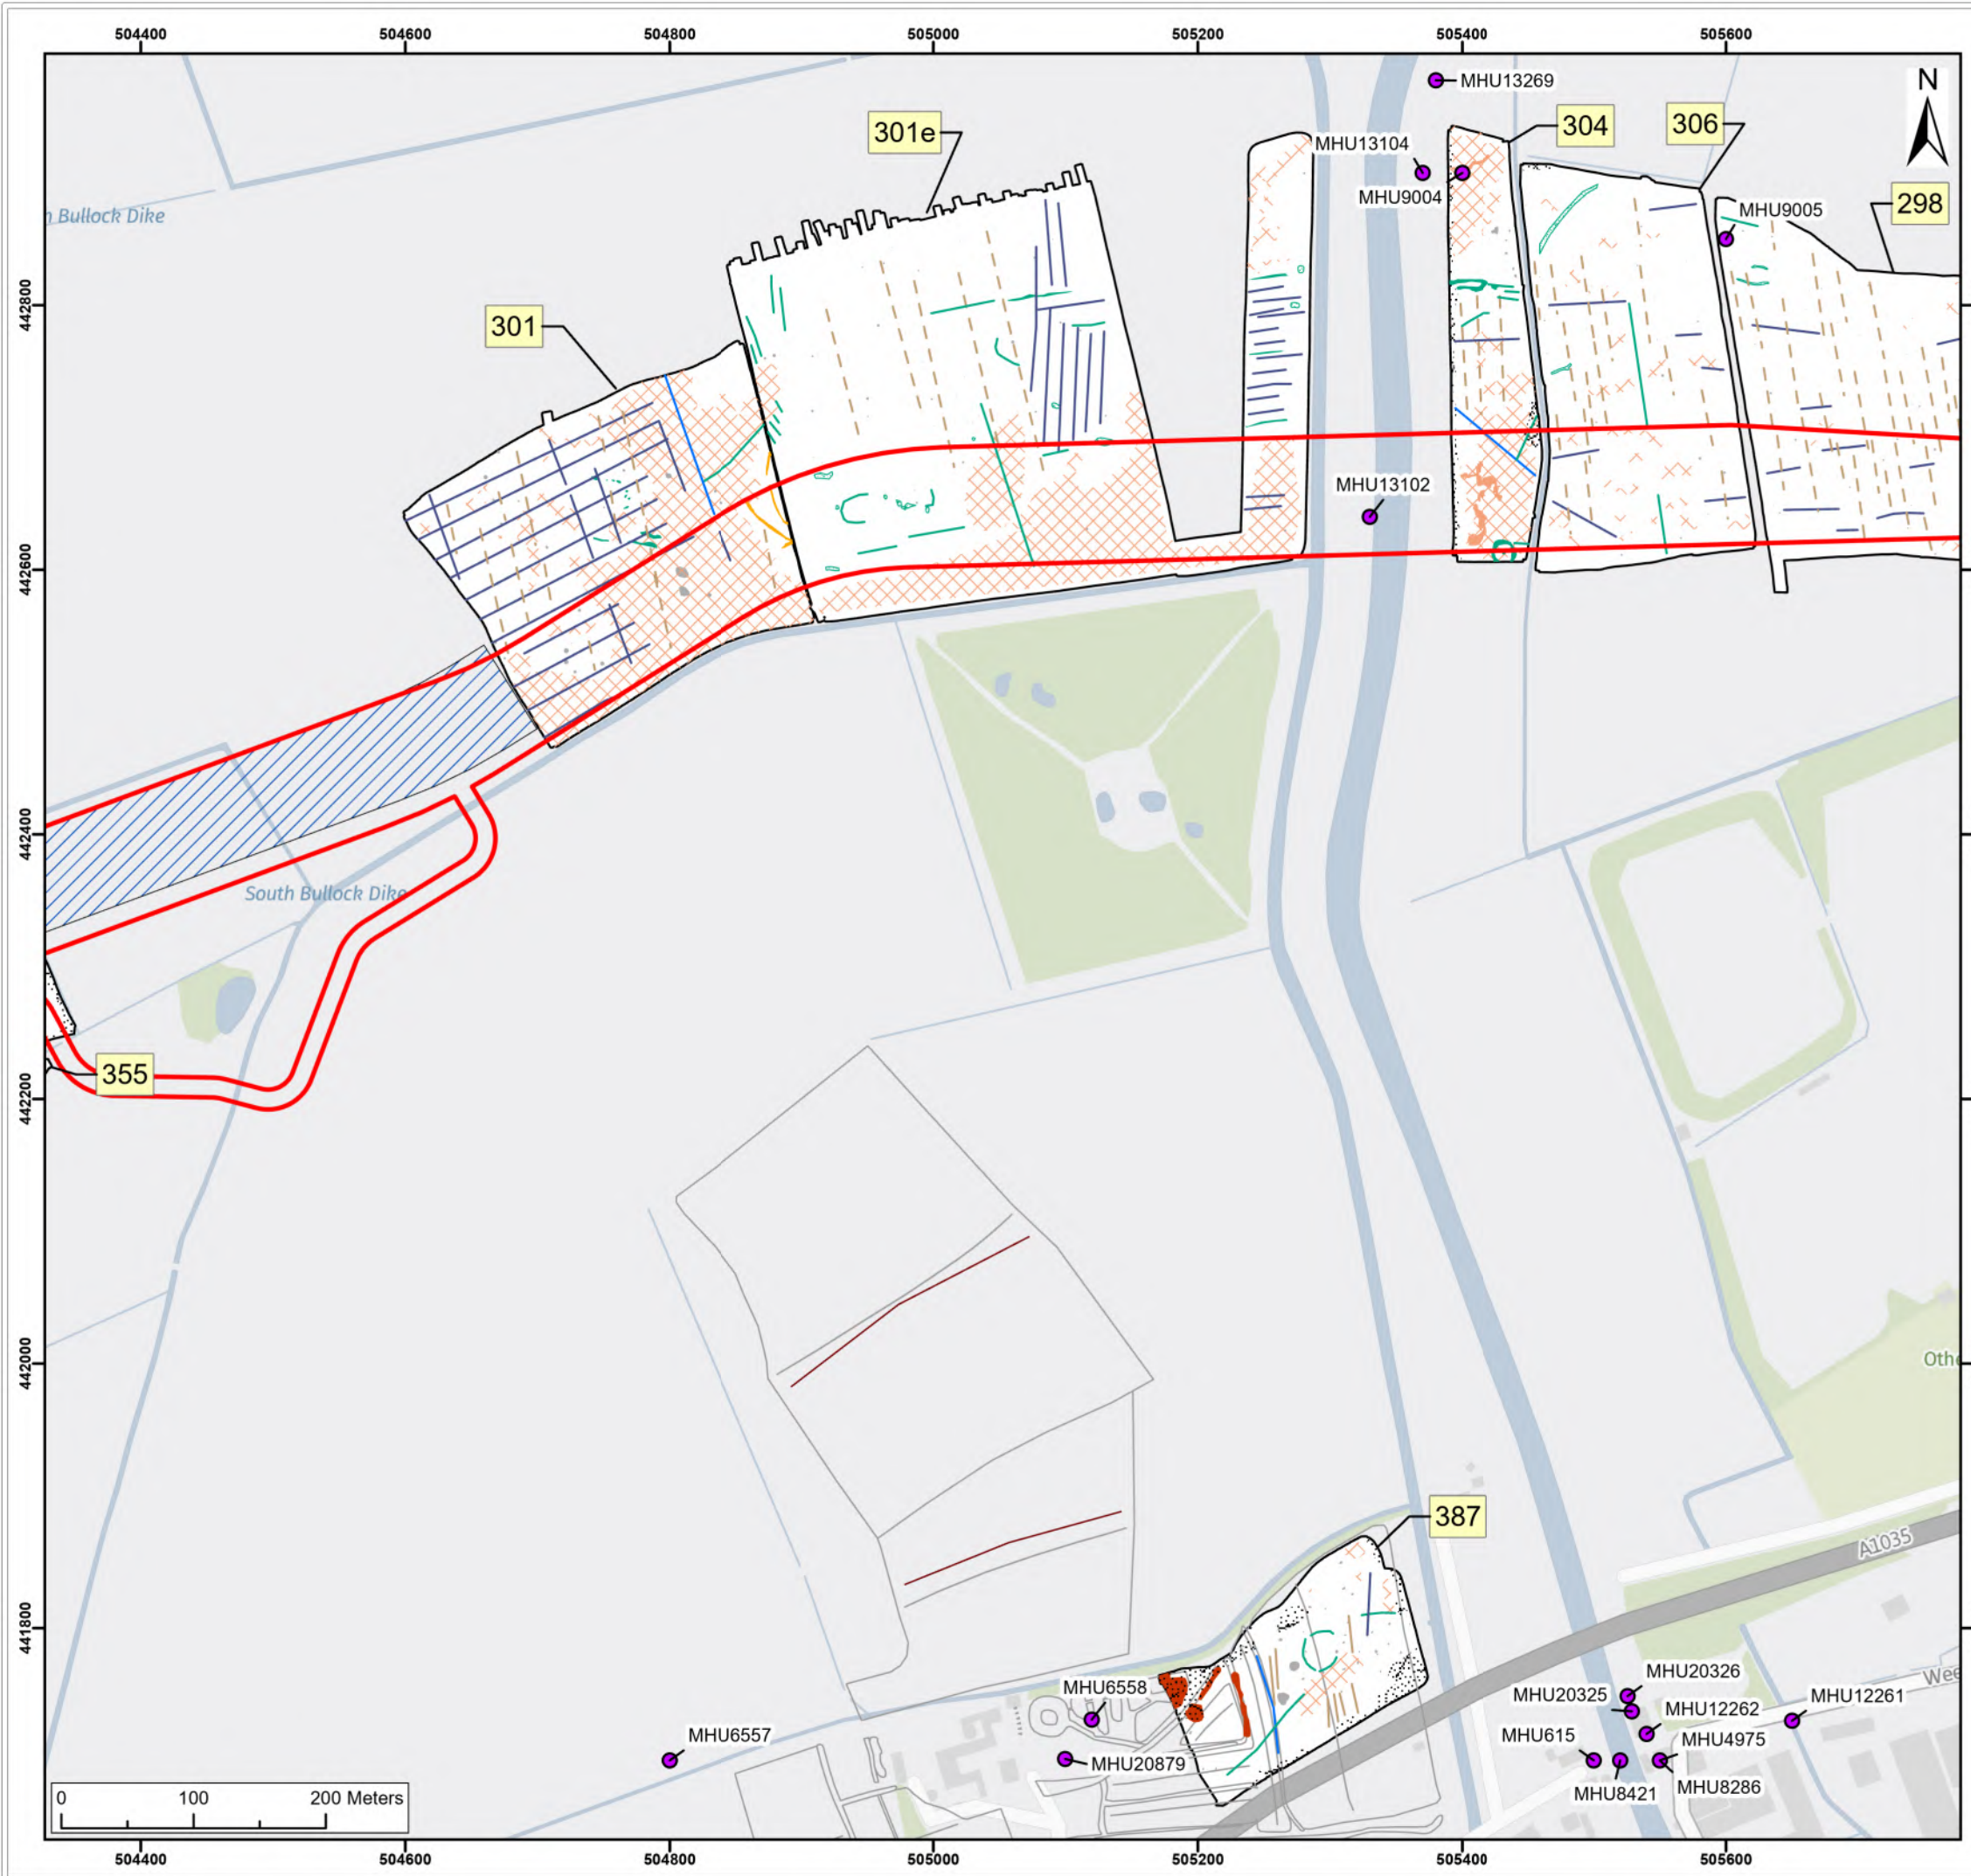 504400 504600 504800 505000 505200 505400 505600
N
MHU13269
301e
304
306
MHU13104
MHU9004
298
MHU9005
n Bullock Dike
442800
301
MHU13102
442600
442400
South Bullock Dike
355
442200
442000
Othe
387
A1035
441800
MHU6558
MHU20326
MHU20325
Wee
MHU12262
MHU12261
MHU6557
MHU615
MHU4975
MHU20879
MHU8286
MHU8421
0 100 200 Meters
504400 504600 504800 505000 505200 505400 505600